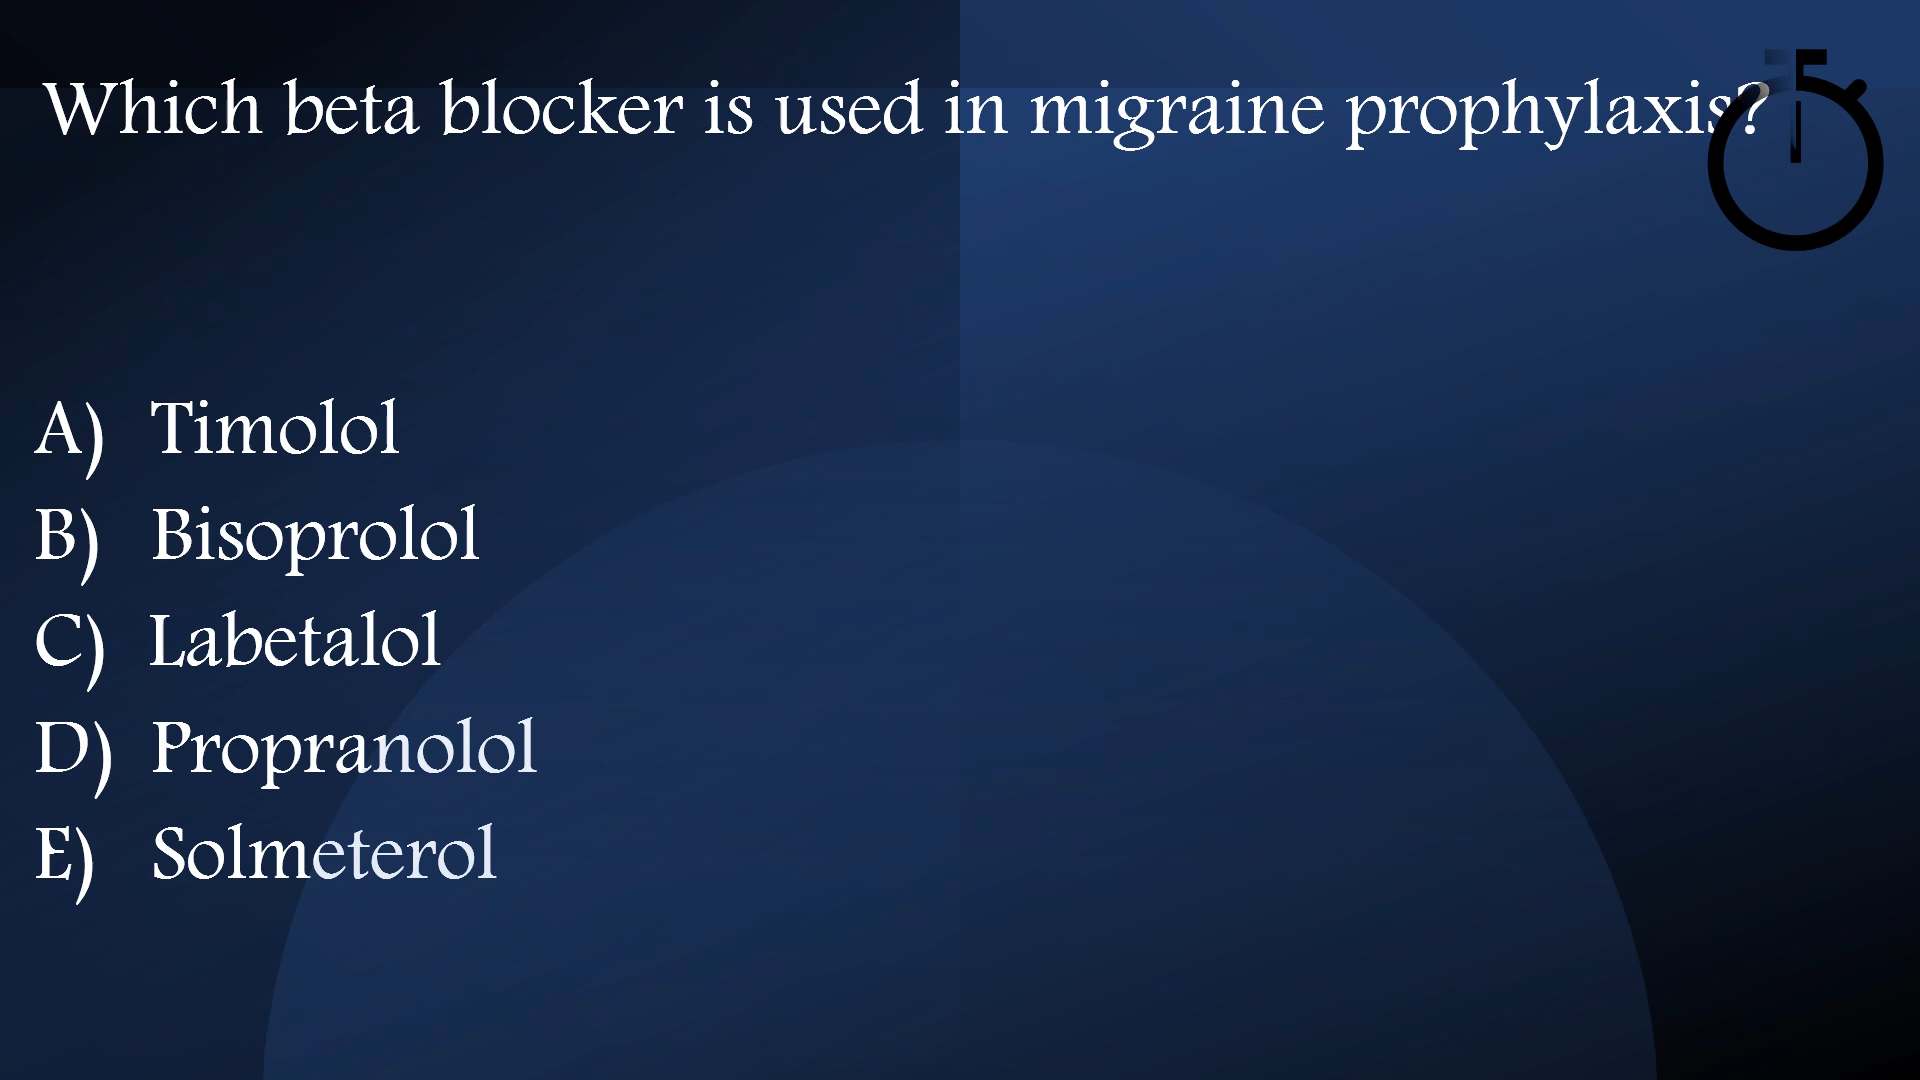 Which beta blocker is used in migraine prophylaxis?
A) Timolol
B) Bisoprolol
C) Labetalol
D) Propranolol
E) Solmeterol